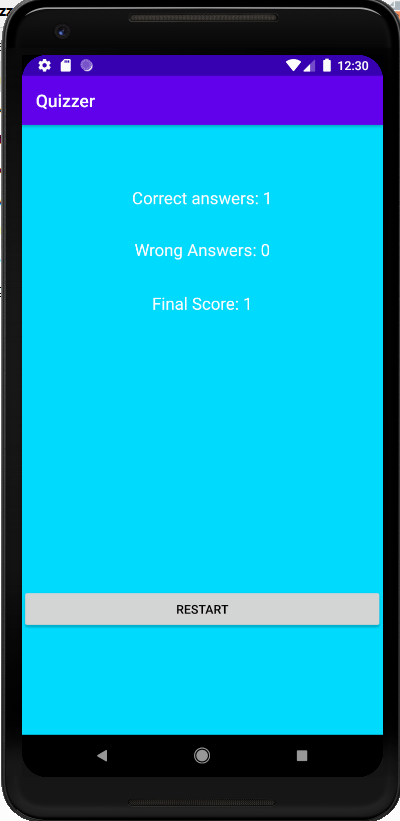 12:30
Quizzer
Correct answers: 1
Wrong Answers: 0
Final Score: 1
RESTART